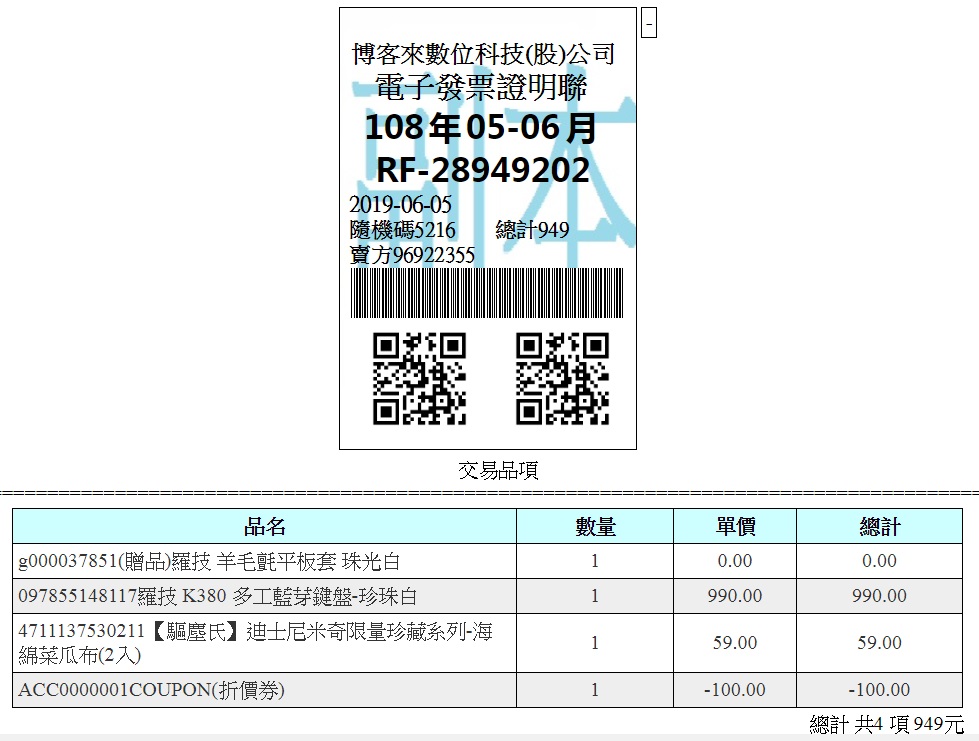 -
博客來數位科技(股)公司
電子發票證明聯
副本
108年05-06月
RF-28949202
2019-06-05
隨機碼5216 總計949
賣方96922355
交易品項
品名 數量 單價 總計
g000037851(贈品)羅技 羊毛氈平板套 珠光白 1 0.00 0.00
097855148117羅技 K380 多工藍芽鍵盤-珍珠白 1 990.00 990.00
4711137530211【驅塵氏】迪士尼米奇限量珍藏系列-海
綿菜瓜布(2入) 1 59.00 59.00
ACC0000001COUPON(折價券) 1 -100.00 -100.00
總計 共4 項 949元